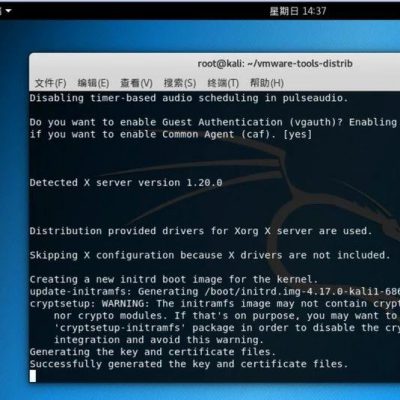 星期日 14:37
root@kali: ~/vmware-tools-distrib
文件(F) 编辑(E) 查看(V) 搜索(S) 终端(T) 帮助(H)
Disabling timer-based audio scheduling in pulseaudio.
Do you want to enable Guest Authentication (vgauth)? Enabling
if you want to enable Common Agent (caf). [yes]
Detected X server version 1.20.0
Distribution provided drivers for Xorg X server are used.
Skipping X configuration because X drivers are not included.
Creating a new initrd boot image for the kernel.
update-initramfs: Generating /boot/initrd.img-4.17.0-kali1-686
cryptsetup: WARNING: The initramfs image may not contain crypt
nor crypto modules. If that's on purpose, you may want to
'cryptsetup-initramfs' package in order to disable the cry
integration and avoid this warning.
Generating the key and certificate files.
Successfully generated the key and certificate files.